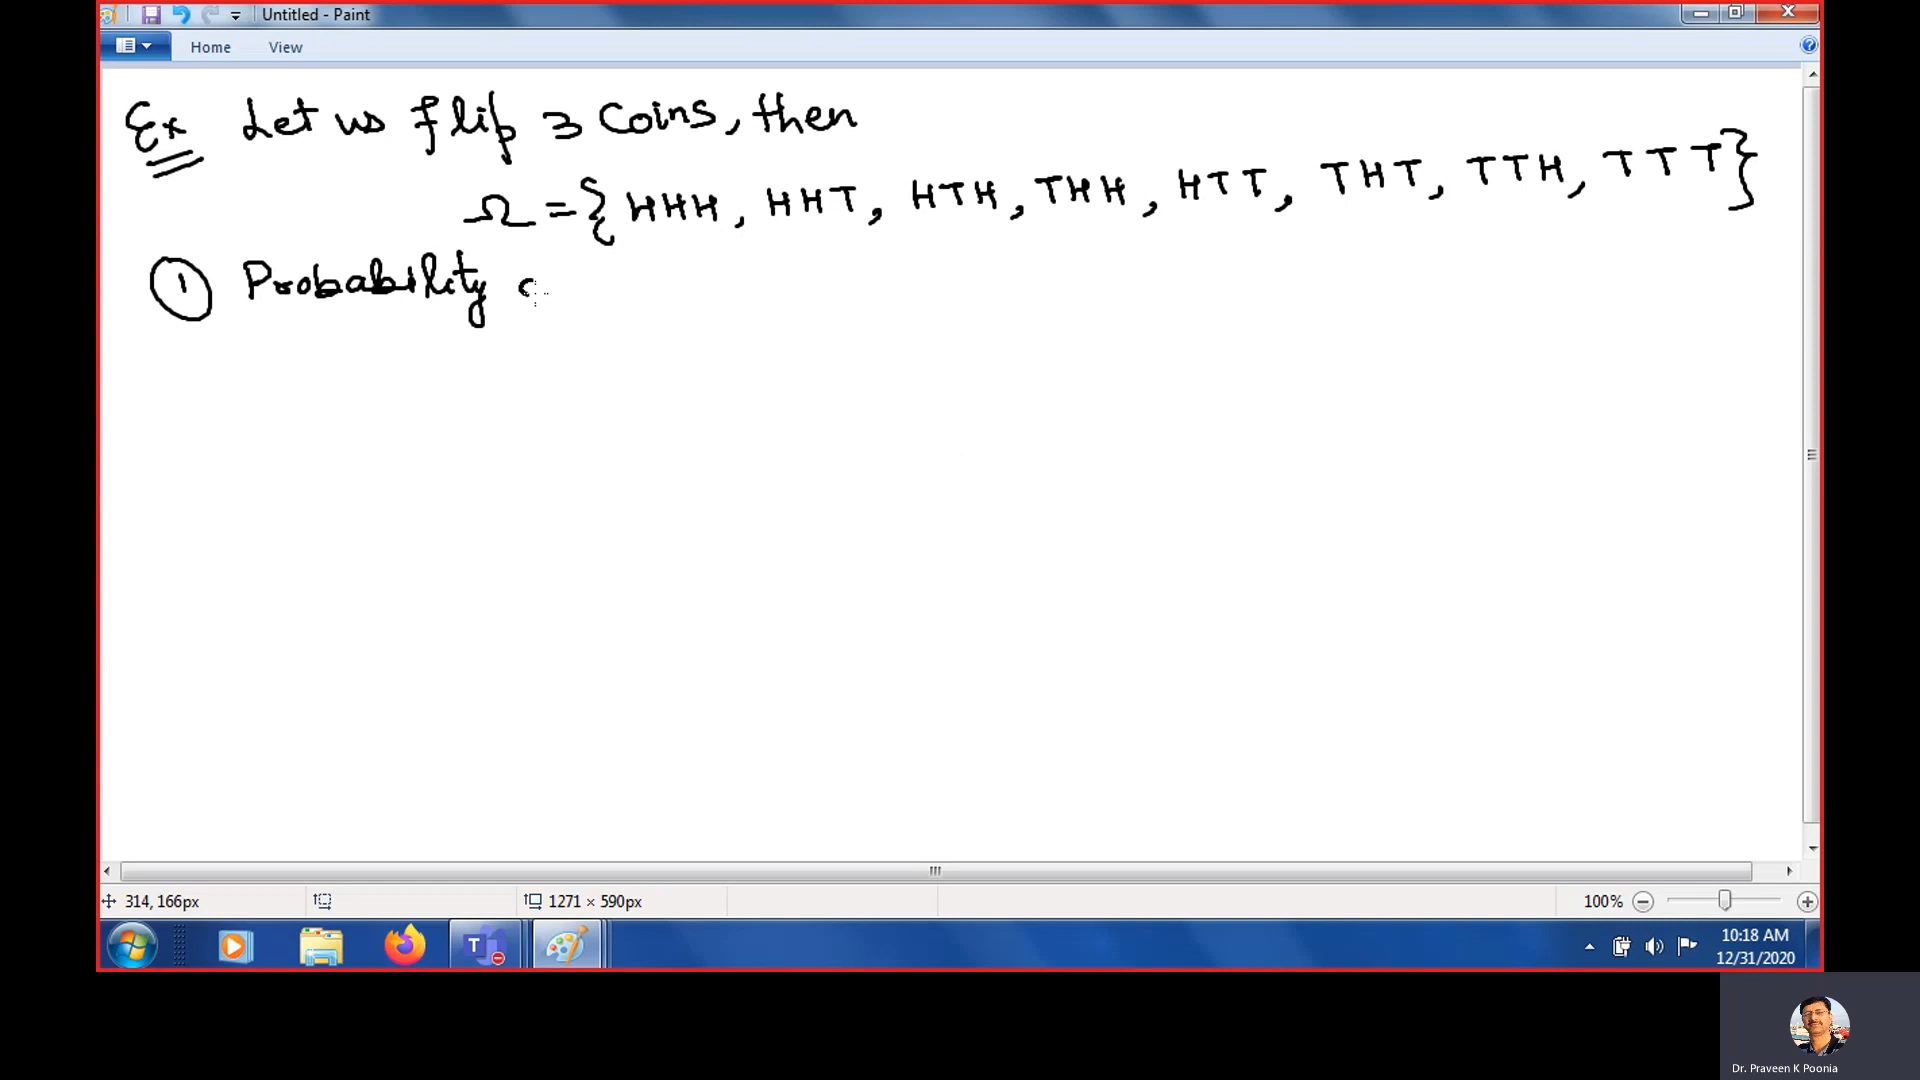 Untitled - Paint
Home View
Ex Let us flip 3 Coins, then
Ω = { HHH, HHT, HTH, THH, HTT, THT, TTH, TTT }
① Probability
314, 166px
1271 × 590px
100%
T
10:18 AM
12/31/2020
Dr. Praveen K Poonia